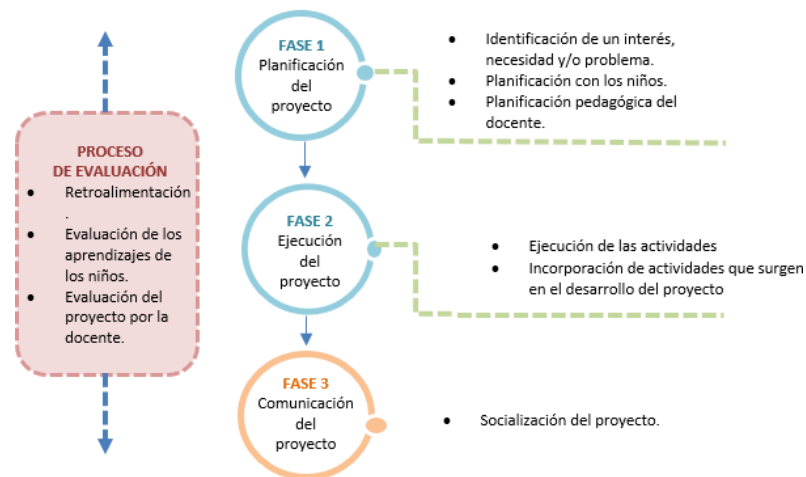 PROCESO
DE EVALUACIÓN
• Retroalimentación
.
• Evaluación de los
aprendizajes de
los niños.
• Evaluación del
proyecto por la
docente.
FASE 1
Planificación
del
proyecto
• Identificación de un interés,
necesidad y/o problema.
• Planificación con los niños.
• Planificación pedagógica del
docente.
FASE 2
Ejecución
del
proyecto
• Ejecución de las actividades
• Incorporación de actividades que surgen
en el desarrollo del proyecto
FASE 3
Comunicación
del
proyecto
• Socialización del proyecto.